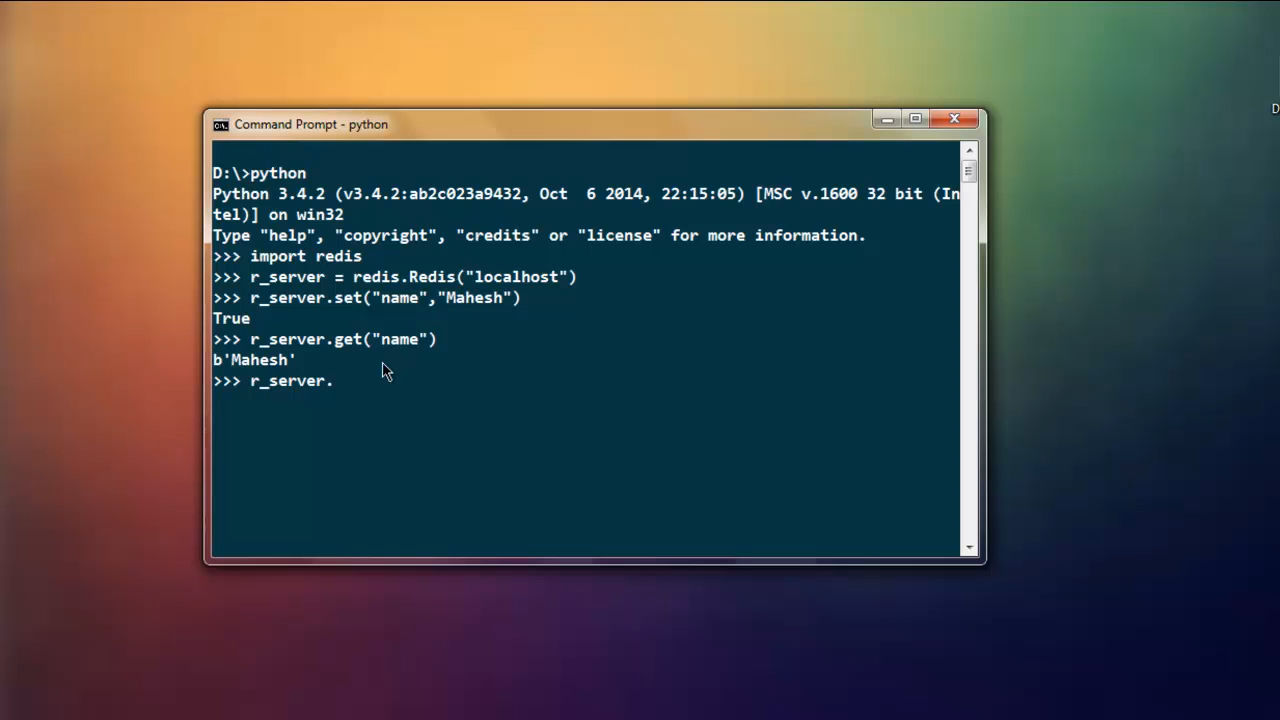 Command Prompt - python
D:\>python
Python 3.4.2 (v3.4.2:ab2c023a9432, Oct  6 2014, 22:15:05) [MSC v.1600 32 bit (In
tel)] on win32
Type "help", "copyright", "credits" or "license" for more information.
>>> import redis
>>> r_server = redis.Redis("localhost")
>>> r_server.set("name","Mahesh")
True
>>> r_server.get("name")
b'Mahesh'
>>> r_server.